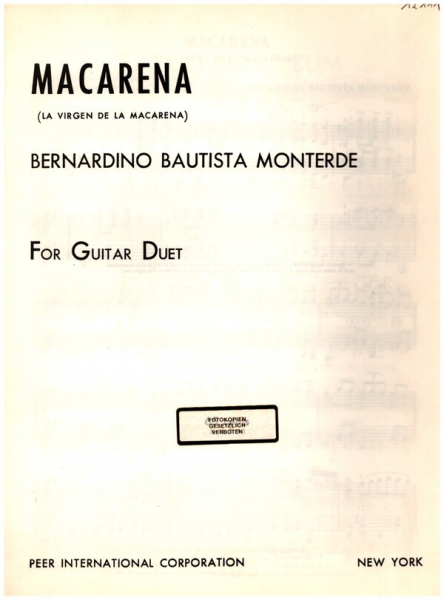 MACARENA
(LA VIRGEN DE LA MACARENA)
BERNARDINO BAUTISTA MONTERDE
FOR GUITAR DUET
FOTOKOPIEN
GESETZLICH
VERBOTEN
PEER INTERNATIONAL CORPORATION NEW YORK